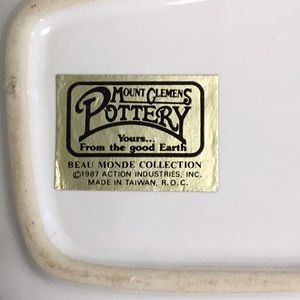 MOUNT CLEMENS
POTTERY
Yours...
From the good Earth
BEAU MONDE COLLECTION
©1987 ACTION INDUSTRIES, INC.
MADE IN TAIWAN, R.O.C.